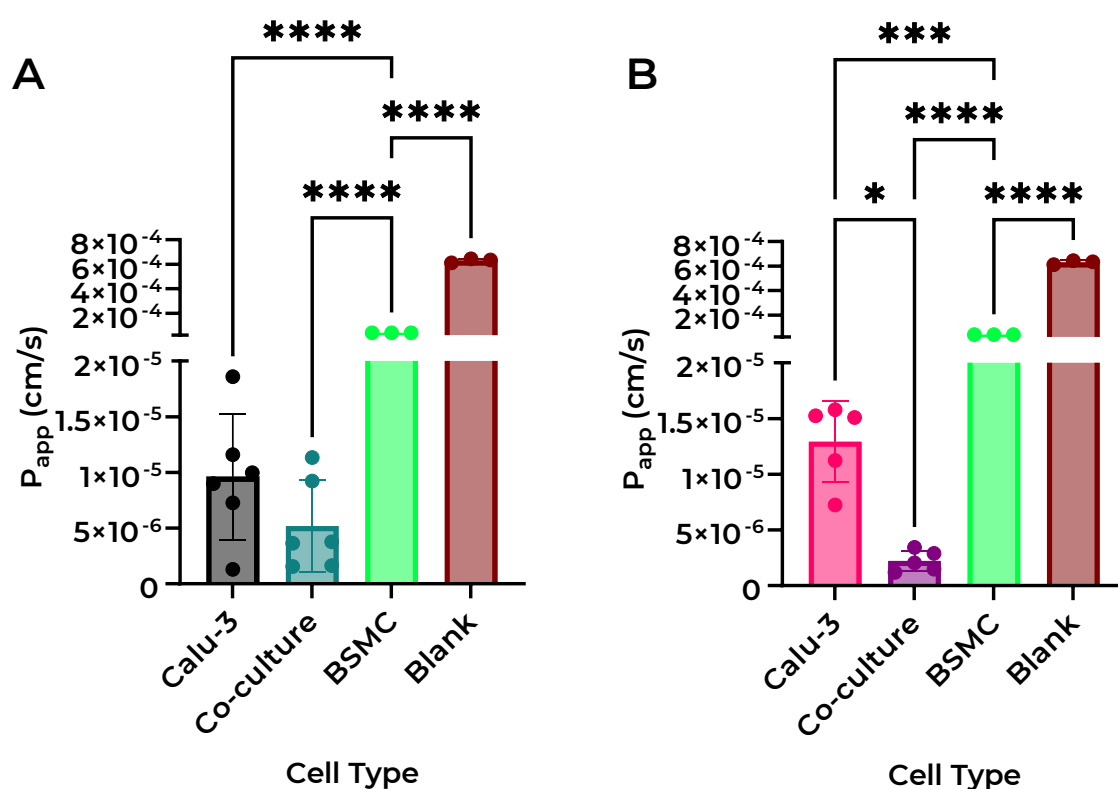 A
****
****
****
8×10⁻⁴
6×10⁻⁴
4×10⁻⁴
2×10⁻⁴
2×10⁻⁵
1.5×10⁻⁵
1×10⁻⁵
5×10⁻⁶
0
Papp (cm/s)
Calu-3
Co-culture
BSMC
Blank
Cell Type
B
***
****
*
****
8×10⁻⁴
6×10⁻⁴
4×10⁻⁴
2×10⁻⁴
2×10⁻⁵
1.5×10⁻⁵
1×10⁻⁵
5×10⁻⁶
0
Papp (cm/s)
Calu-3
Co-culture
BSMC
Blank
Cell Type